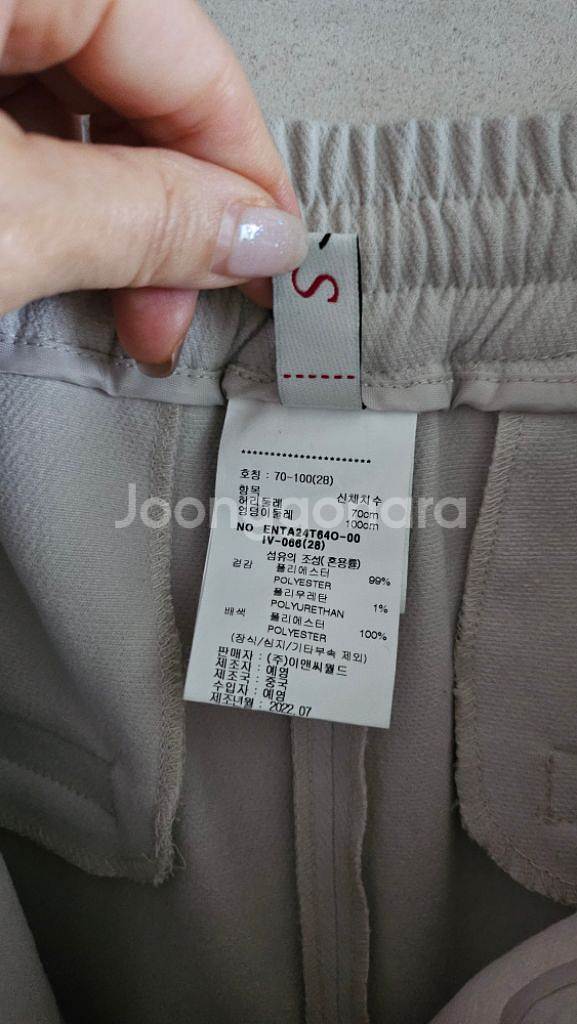 S
**********************
호칭 : 70-100(28)
항목 신체치수
허리둘레 70cm
엉덩이둘레 100cm
NO ENTA24T640-00
IV-066(28)
섬유의 조성(혼용률)
겉감 폴리에스터
POLYESTER 99%
폴리우레탄
POLYURETHAN 1%
배색 폴리에스터
POLYESTER 100%
(장식/심지/기타부속 제외)
판매자 : (주)이앤씨월드
제조자 : 예영
제조국 : 중국
수입자 : 예영
제조년월 : 2022.07